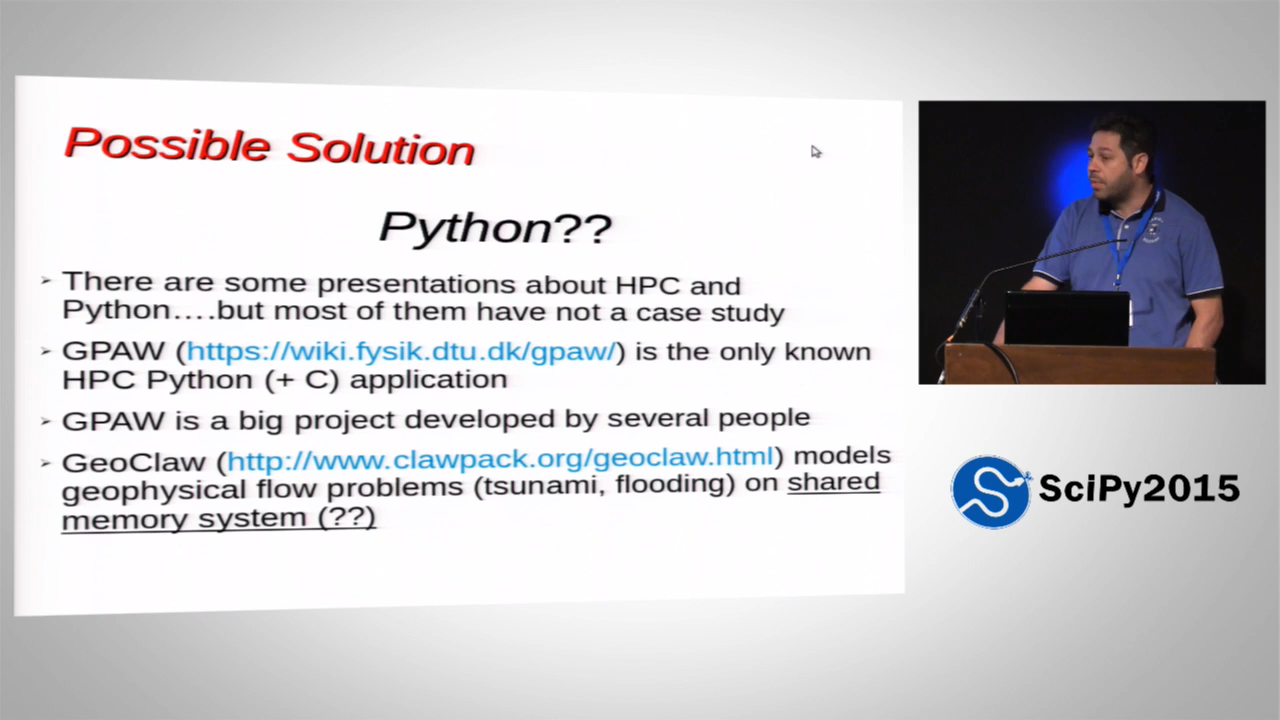 Possible Solution
Python??
➢ There are some presentations about HPC and
Python….but most of them have not a case study
➢ GPAW (https://wiki.fysik.dtu.dk/gpaw/) is the only known
HPC Python (+ C) application
➢ GPAW is a big project developed by several people
➢ GeoClaw (http://www.clawpack.org/geoclaw.html) models
geophysical flow problems (tsunami, flooding) on shared
memory system (??)
SciPy2015